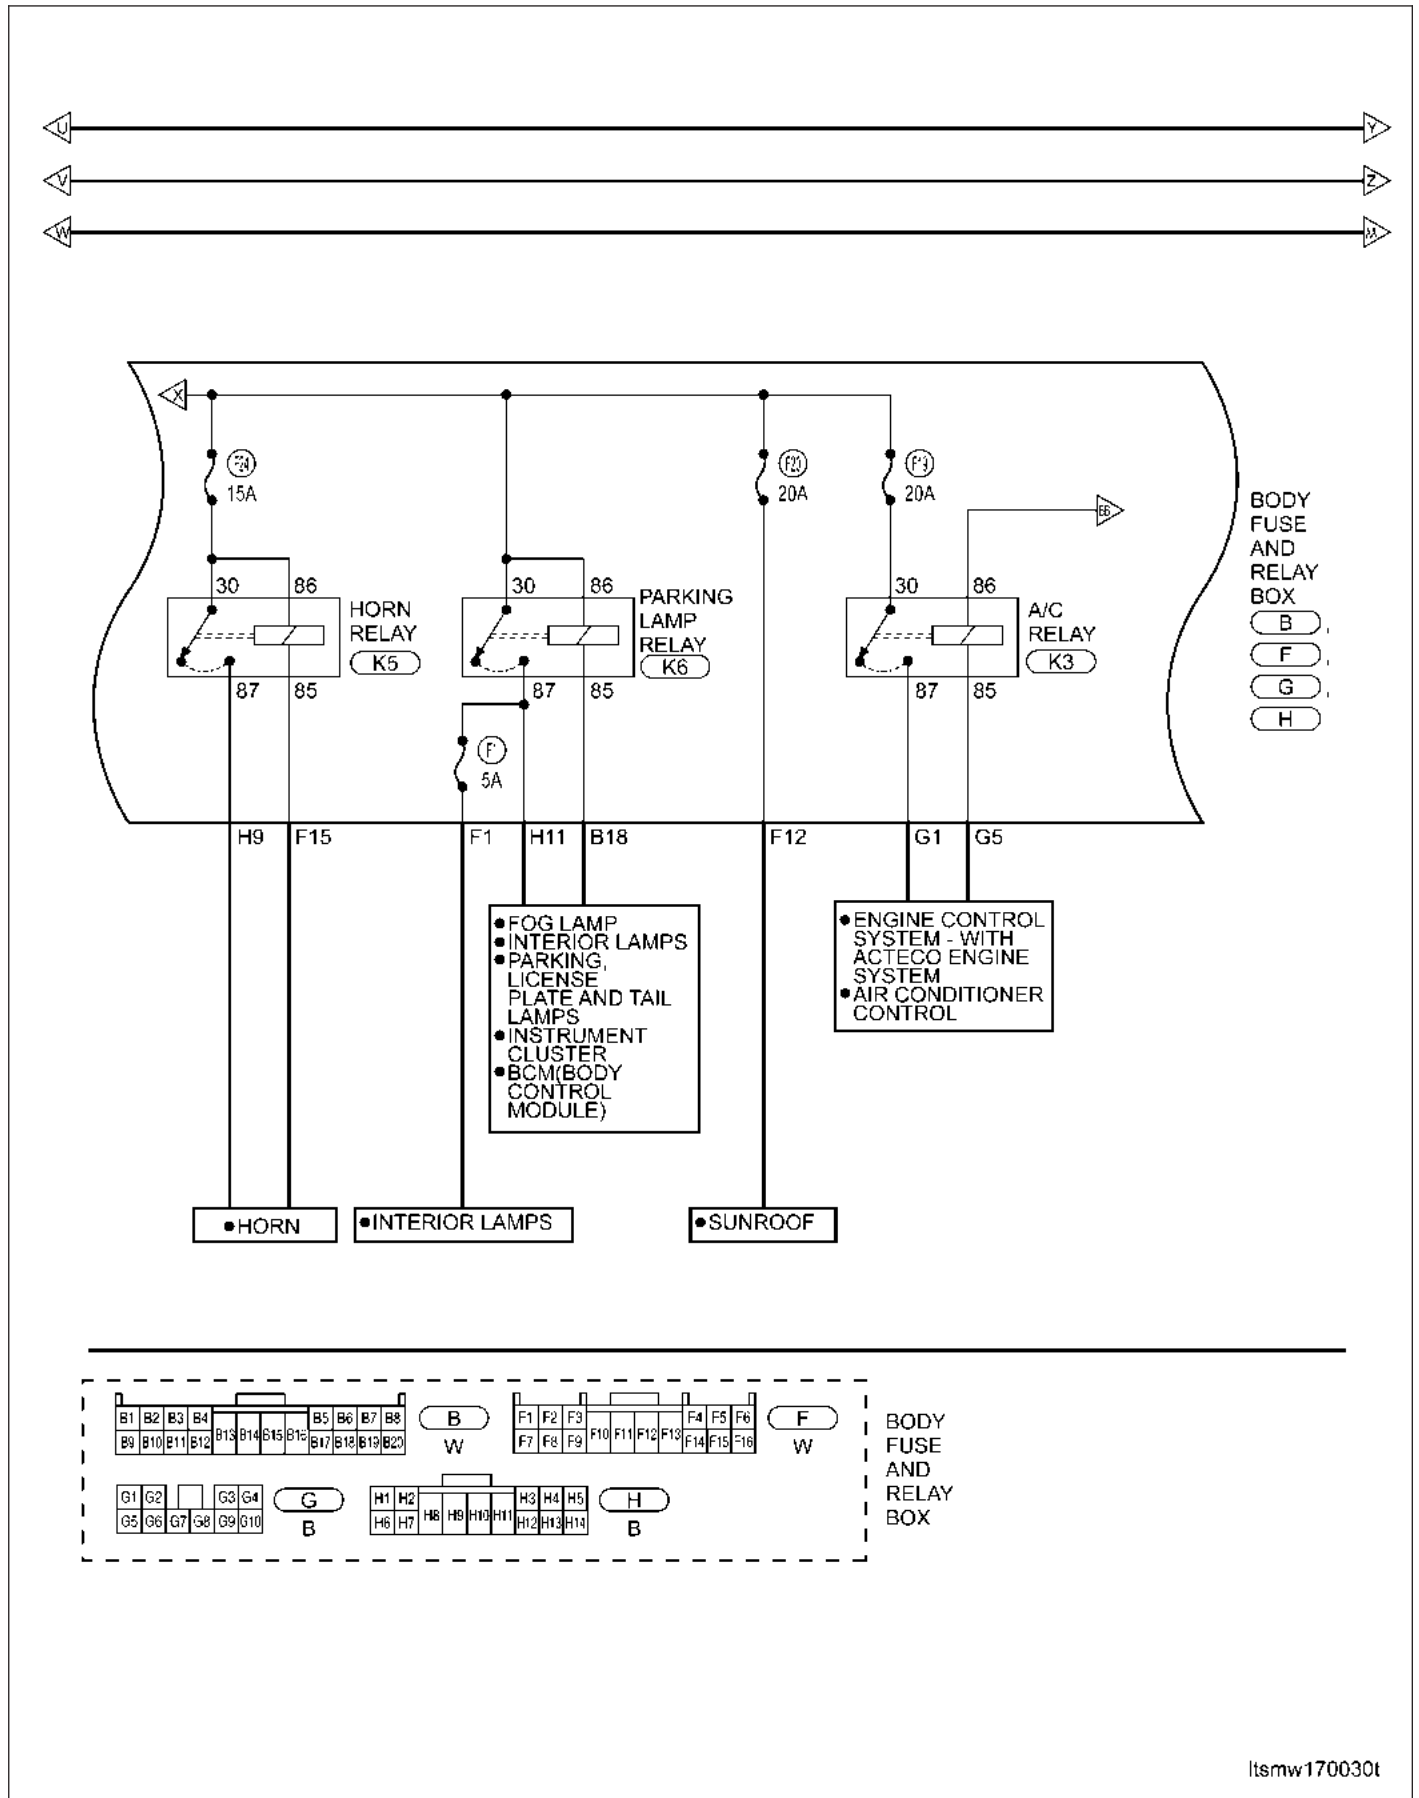 U
Y
V
Z
W
AA
X
F24
15A
F20
20A
F19
20A
BB
BODY
FUSE
AND
RELAY
BOX
B ,
F ,
G ,
H
30 86
HORN
RELAY
K5
87 85
30 86
PARKING
LAMP
RELAY
K6
87 85
30 86
A/C
RELAY
K3
87 85
F1
5A
H9 F15 F1 H11 B18 F12 G1 G5
●FOG LAMP
●INTERIOR LAMPS
●PARKING,
LICENSE
PLATE AND TAIL
LAMPS
●INSTRUMENT
CLUSTER
●BCM(BODY
CONTROL
MODULE)
●ENGINE CONTROL
SYSTEM - WITH
ACTECO ENGINE
SYSTEM
●AIR CONDITIONER
CONTROL
●HORN
●INTERIOR LAMPS
●SUNROOF
B1 B2 B3 B4 B5 B6 B7 B8
B13 B14 B15 B16
B9 B10 B11 B12 B17 B18 B19 B20
B
W
F1 F2 F3 F4 F5 F6
F10 F11 F12 F13
F7 F8 F9 F14 F15 F16
F
W
G1 G2 G3 G4
G5 G6 G7 G8 G9 G10
G
B
H1 H2 H3 H4 H5
H8 H9 H10 H11
H6 H7 H12 H13 H14
H
B
BODY
FUSE
AND
RELAY
BOX
ltsmw170030t